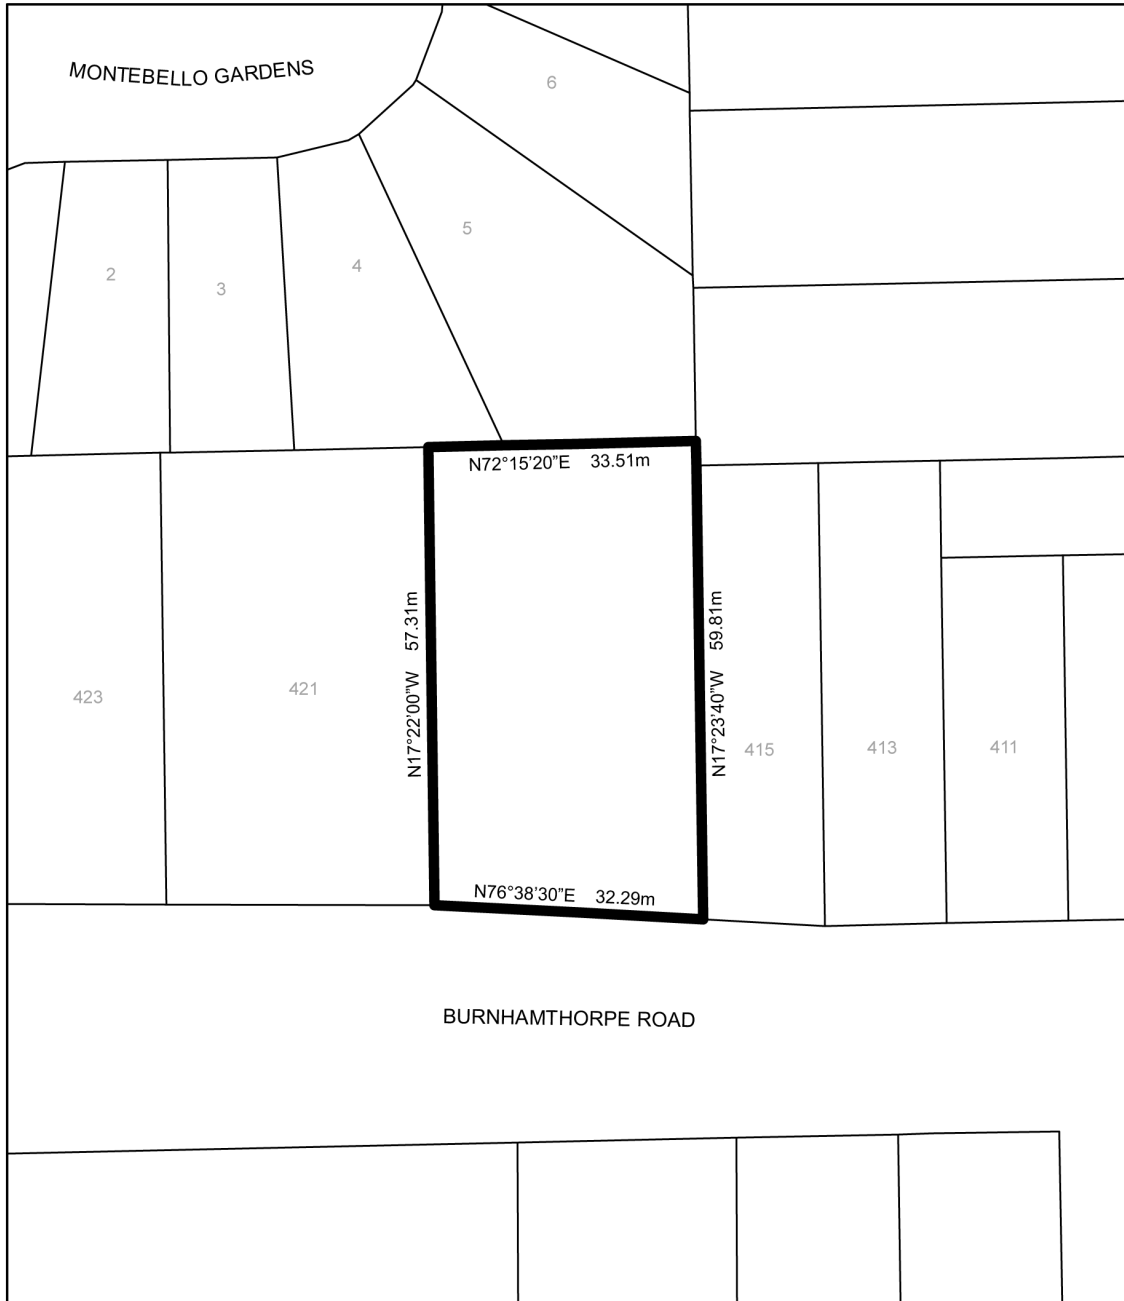 MONTEBELLO GARDENS
6
5
4
2
3
N72°15'20"E 33.51m
N17°22'00"W 57.31m
N17°23'40"W 59.81m
423
421
415
413
411
N76°38'30"E 32.29m
BURNHAMTHORPE ROAD